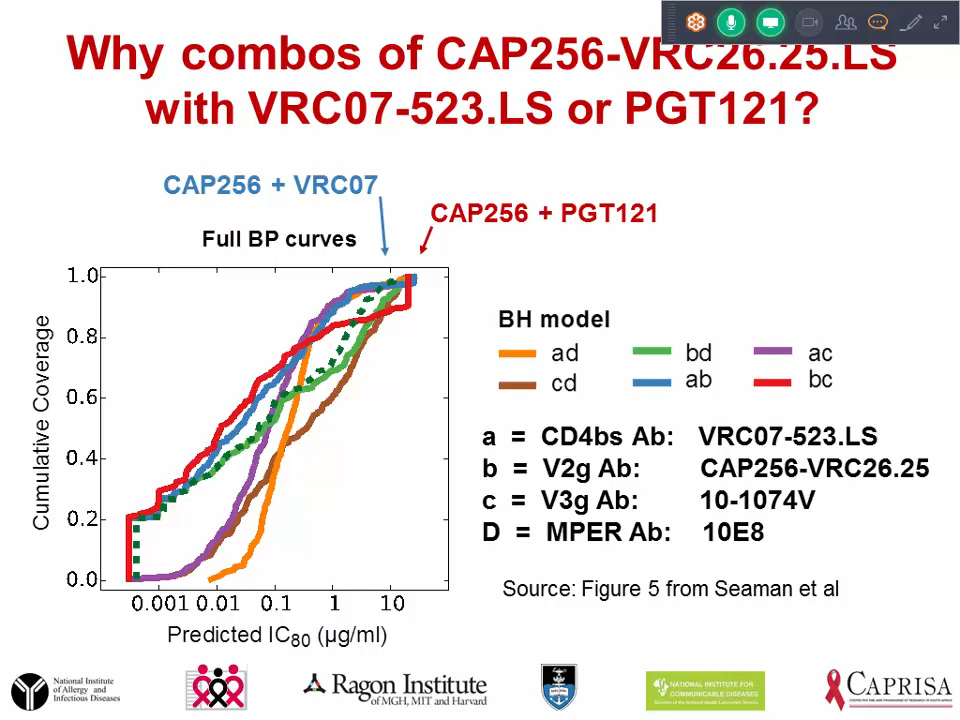 Why combos of CAP256-VRC26.25.LS
with VRC07-523.LS or PGT121?
CAP256 + VRC07
CAP256 + PGT121
Full BP curves
1.0
0.8
0.6
0.4
0.2
0.0
Cumulative Coverage
0.001 0.01 0.1 1 10
Predicted IC80 (μg/ml)
BH model
ad bd ac
cd ab bc
a = CD4bs Ab: VRC07-523.LS
b = V2g Ab: CAP256-VRC26.25
c = V3g Ab: 10-1074V
D = MPER Ab: 10E8
Source: Figure 5 from Seaman et al
National Institute
of Allergy and
Infectious Diseases
Ragon Institute
of MGH, MIT and Harvard
NATIONAL INSTITUTE FOR
COMMUNICABLE DISEASES
CAPRISA